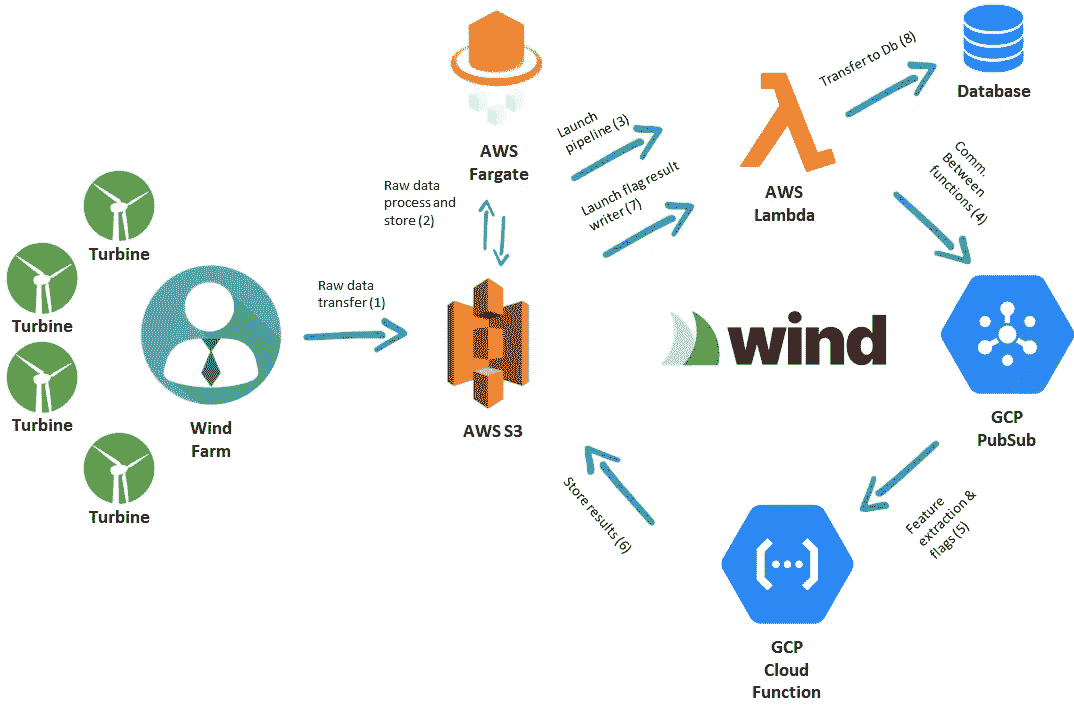 Turbine
Turbine
Turbine
Turbine
Wind
Farm
Raw data
transfer (1)
AWS
Fargate
Raw data
process and
store (2)
AWS S3
Launch
pipeline (3)
Launch flag result
writer (7)
AWS
Lambda
Transfer to Db (8)
Database
Comm.
Between
functions (4)
wind
GCP
PubSub
Feature
extraction &
flags (5)
GCP
Cloud
Function
Store results (6)